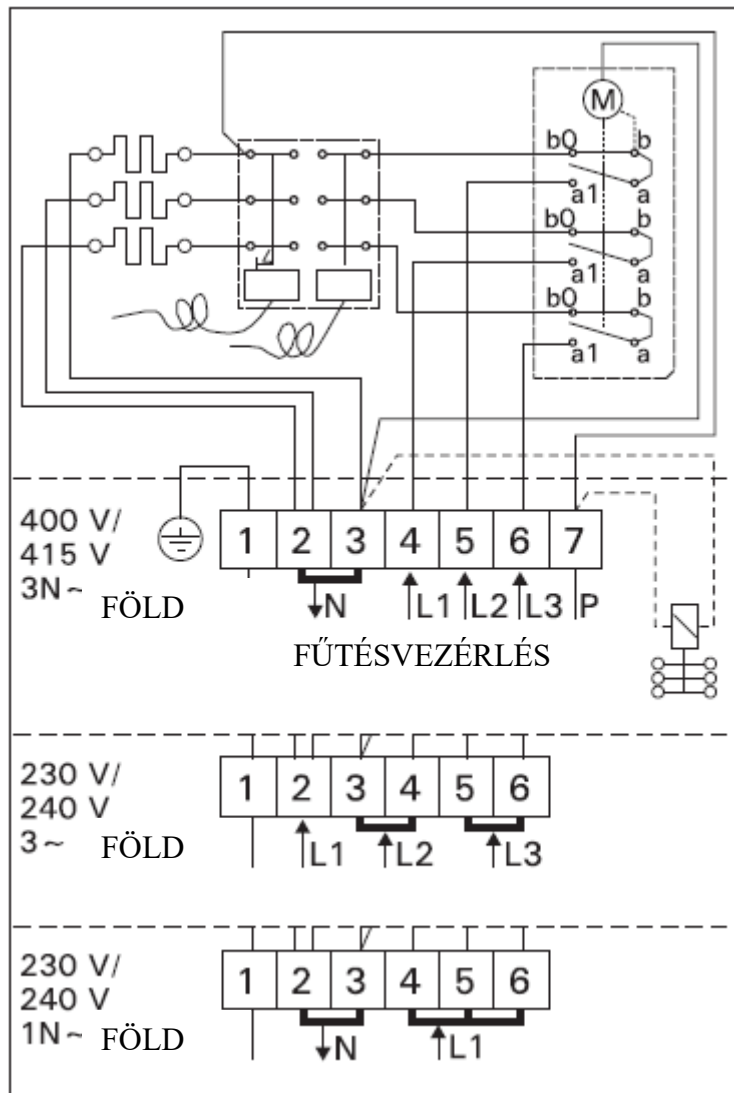 M
b0 b
a1 a
b0 b
a1 a
b0 b
a1 a
400 V/
415 V
3N~ FÖLD
1 2 3 4 5 6 7
N L1 L2 L3 P
FŰTÉSVEZÉRLÉS
230 V/
240 V
3~ FÖLD
1 2 3 4 5 6
L1 L2 L3
230 V/
240 V
1N~ FÖLD
1 2 3 4 5 6
N L1